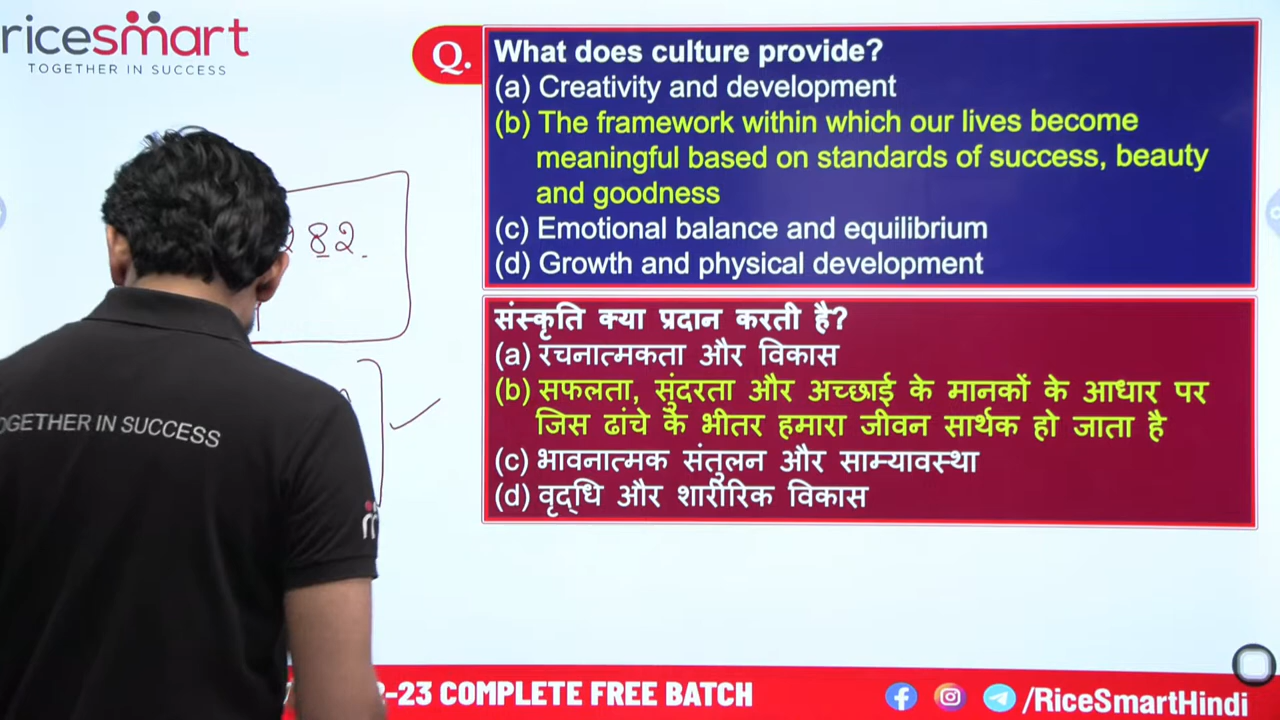 ricesmart
TOGETHER IN SUCCESS
Q.
What does culture provide?
(a) Creativity and development
(b) The framework within which our lives become
meaningful based on standards of success, beauty
and goodness
(c) Emotional balance and equilibrium
(d) Growth and physical development
82
संस्कृति क्या प्रदान करती है?
(a) रचनात्मकता और विकास
(b) सफलता, सुंदरता और अच्छाई के मानकों के आधार पर
जिस ढांचे के भीतर हमारा जीवन सार्थक हो जाता है
(c) भावनात्मक संतुलन और साम्यावस्था
(d) वृद्धि और शारीरिक विकास
OGETHER IN SUCCESS
-23 COMPLETE FREE BATCH
/RiceSmartHindi